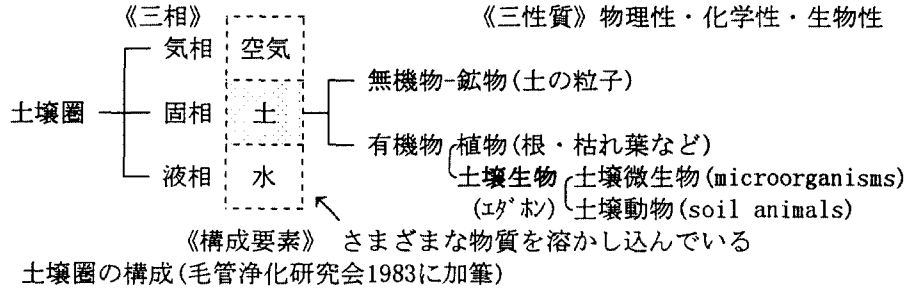 《三相》 《三性質》物理性・化学性・生物性
気相 空気
無機物-鉱物(土の粒子)
土壌圏 固相 土
有機物 植物(根・枯れ葉など)
液相 水 土壌生物 土壌微生物(microorganisms)
(ｴﾀﾞﾎﾝ) 土壌動物(soil animals)
《構成要素》 さまざまな物質を溶かし込んでいる
土壌圏の構成(毛管浄化研究会1983に加筆)